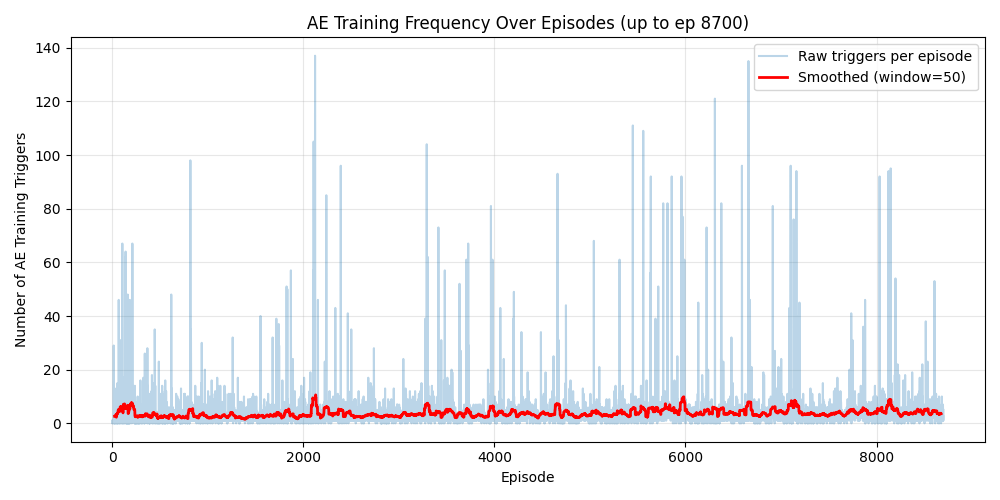 AE Training Frequency Over Episodes (up to ep 8700)
Raw triggers per episode
Smoothed (window=50)
Number of AE Training Triggers
140
120
100
80
60
40
20
0
0 2000 4000 6000 8000
Episode